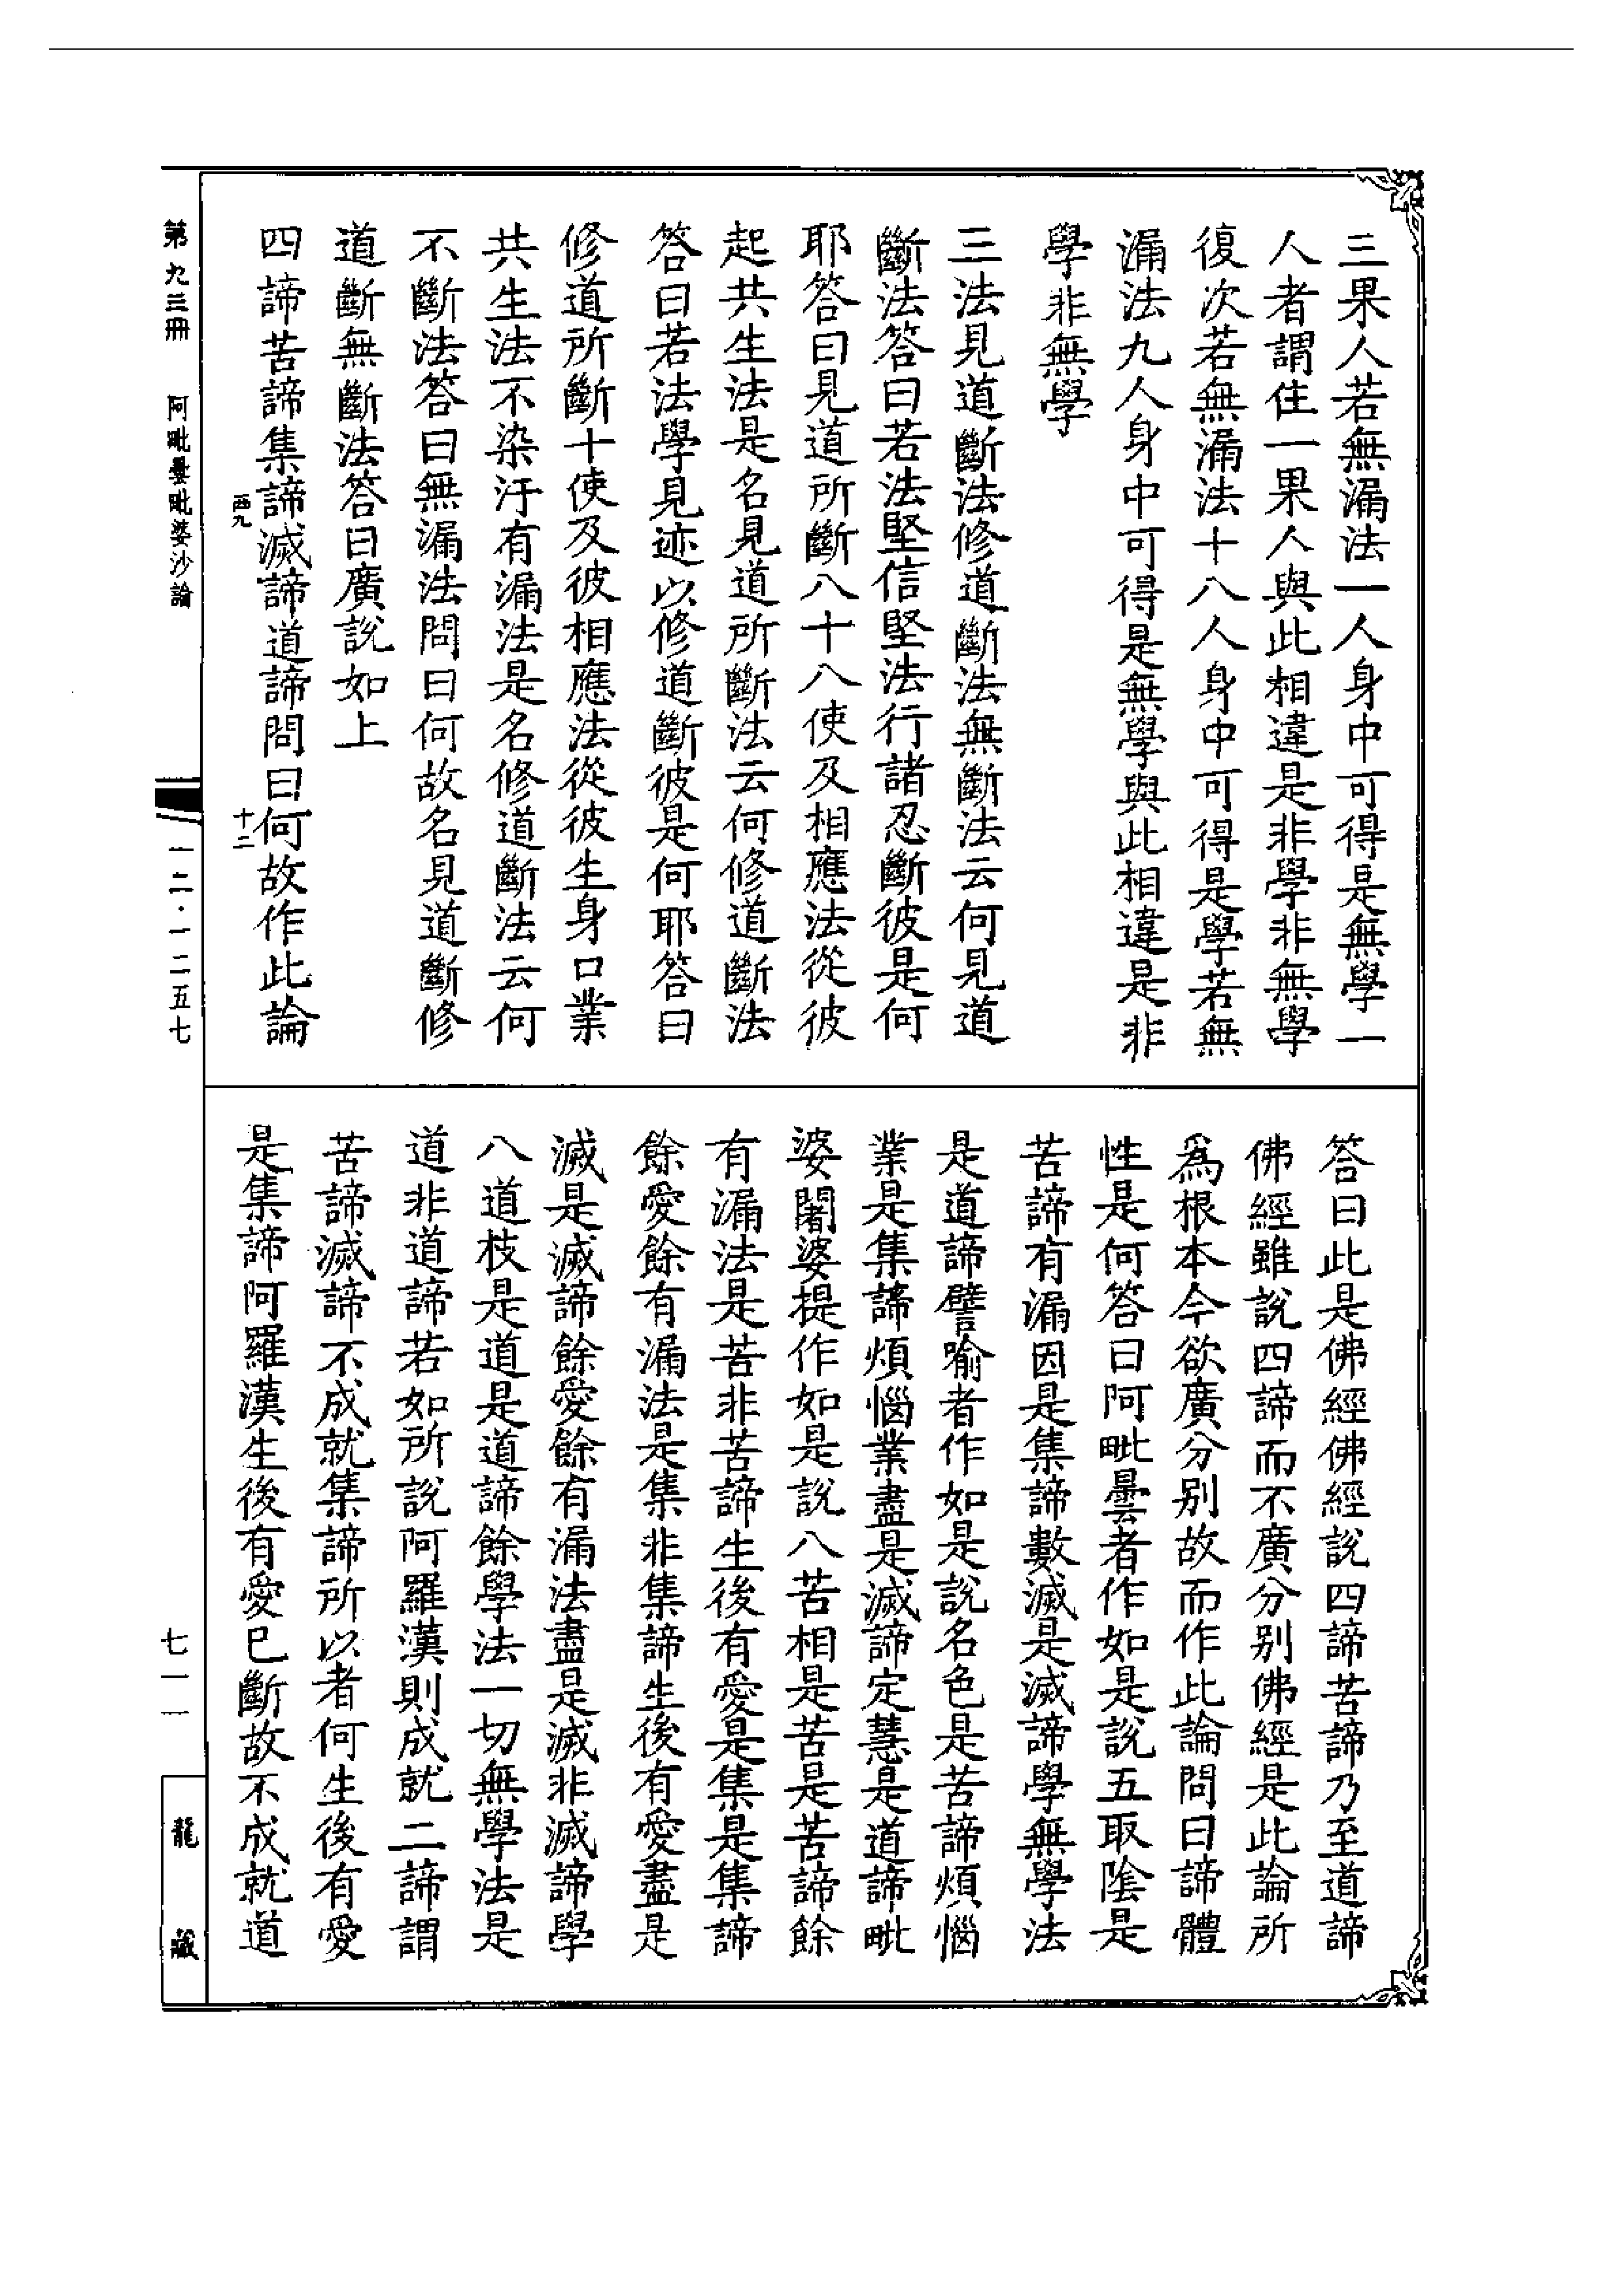 三果人若無漏法一人身中可得是無學一
人者謂住一果人與此相違是非學非無學
復次若無漏法十八人身中可得是學若無
漏法九人身中可得是無學與此相違是非
學非無學
三法見道斷法修道斷法無斷法云何見道
斷法答曰若法堅信堅法行諸忍斷彼是何
耶答曰見道所斷八十八使及相應法從彼
起共生法是名見道所斷法云何修道斷法
答曰若法學見迹以修道斷彼是何耶答曰
修道所斷十使及彼相應法從彼生身口業
共生法不染汙有漏法是名修道斷法云何
不斷法答曰無漏法問曰何故名見道斷修
道斷無斷法答曰廣說如上
四諦苦諦集諦滅諦道諦問曰何故作此論
答曰此是佛經佛經說四諦苦諦乃至道諦
佛經雖說四諦而不廣分別佛經是此論所
為根本今欲廣分別故而作此論問曰諦體
性是何答曰阿毗曇者作如是說五取陰是
苦諦有漏因是集諦數滅是滅諦學無學法
是道諦譬喻者作如是說名色是苦諦煩惱
業是集諦煩惱業盡是滅諦定慧是道諦毗
婆闍婆提作如是說八苦相是苦是苦諦餘
有漏法是苦非苦諦生後有愛是集是集諦
餘愛餘有漏法是集非集諦生後有愛盡是
滅是滅諦餘愛餘有漏法盡是滅非滅諦學
八道枝是道是道諦餘學法一切無學法是
道非道諦若如所說阿羅漢則成就二諦謂
苦諦滅諦不成就集諦所以者何生後有愛
是集諦阿羅漢生後有愛已斷故不成就道
第九三冊 阿毗曇毗婆沙論
一二·一二五七
七一一
龍藏
十二